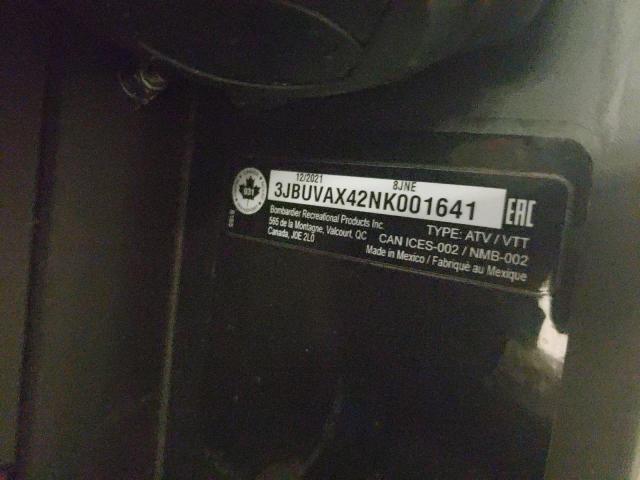 12/2021 8JNE
3JBUVAX42NK001641
EAC
Bombardier Recreational Products Inc.
565 de la Montagne, Valcourt, QC
Canada, J0E 2L0
TYPE: ATV / VTT
CAN ICES-002 / NMB-002
Made in Mexico / Fabriqué au Mexique